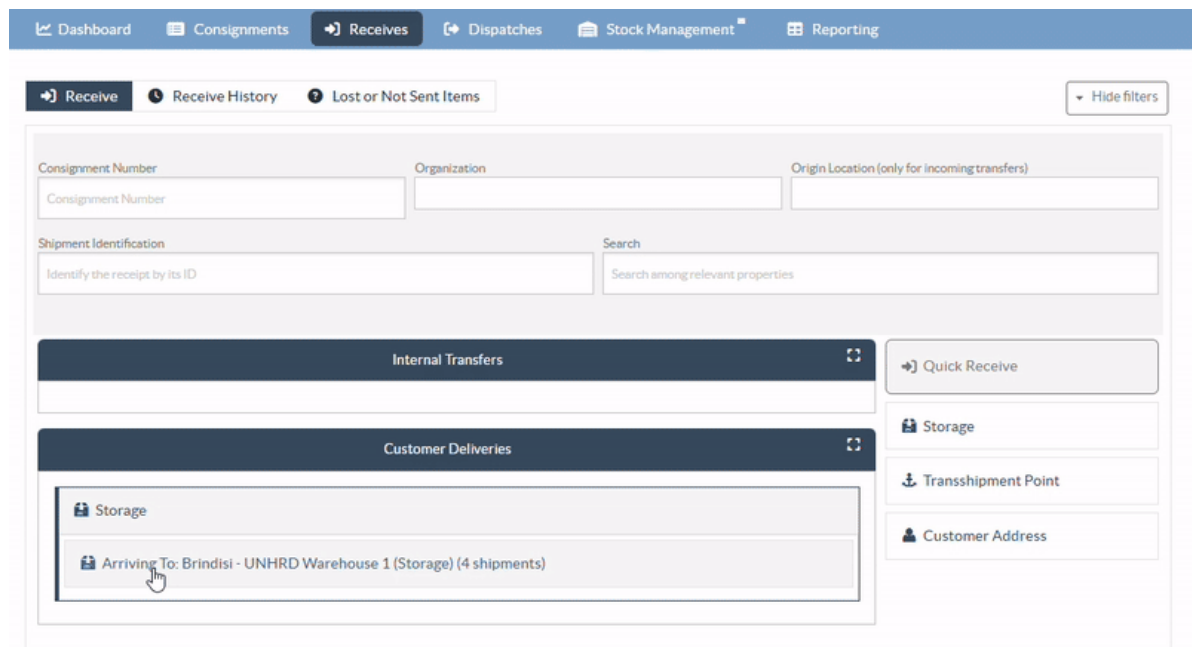 Dashboard Consignments Receives Dispatches Stock Management Reporting
Receive Receive History Lost or Not Sent Items Hide filters
Consignment Number Organization Origin Location (only for incoming transfers)
Consignment Number
Shipment Identification Search
Identify the receipt by its ID Search among relevant properties
Internal Transfers
Quick Receive
Customer Deliveries
Storage
Transshipment Point
Customer Address
Storage
Arriving To: Brindisi - UNHRD Warehouse 1 (Storage) (4 shipments)